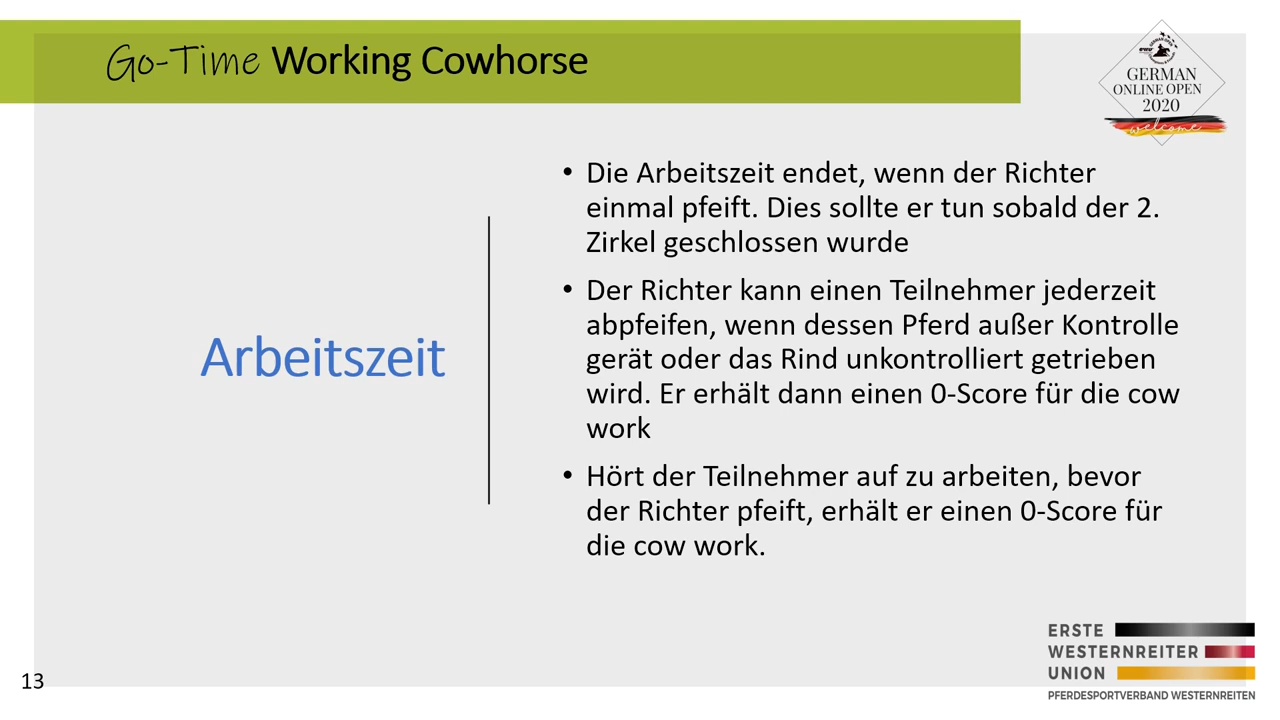 Go-Time Working Cowhorse
GERMAN
ONLINE OPEN
2020
welcome
Arbeitszeit
• Die Arbeitszeit endet, wenn der Richter
einmal pfeift. Dies sollte er tun sobald der 2.
Zirkel geschlossen wurde
• Der Richter kann einen Teilnehmer jederzeit
abpfeifen, wenn dessen Pferd außer Kontrolle
gerät oder das Rind unkontrolliert getrieben
wird. Er erhält dann einen 0-Score für die cow
work
• Hört der Teilnehmer auf zu arbeiten, bevor
der Richter pfeift, erhält er einen 0-Score für
die cow work.
ERSTE
WESTERNREITER
UNION
PFERDESPORTVERBAND WESTERNREITEN
13